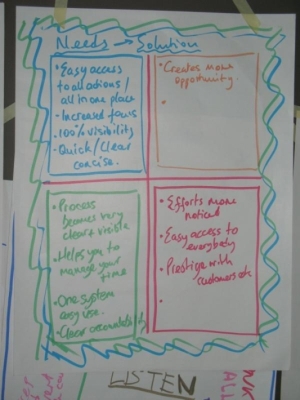 Needs → Solution
• Easy access
to all actions /
all in one place
• Increased focus
• 100% visibility
• Quick/Clear
concise.
• Creates more
opportunity.
•
• Process
becomes very
clear + visible
• Helps you to
manage your
time
• One system
easy use.
• Clear accountability
• Efforts more
noticed
• Easy access to
everybody
• Prestige with
customers etc
•
LISTEN